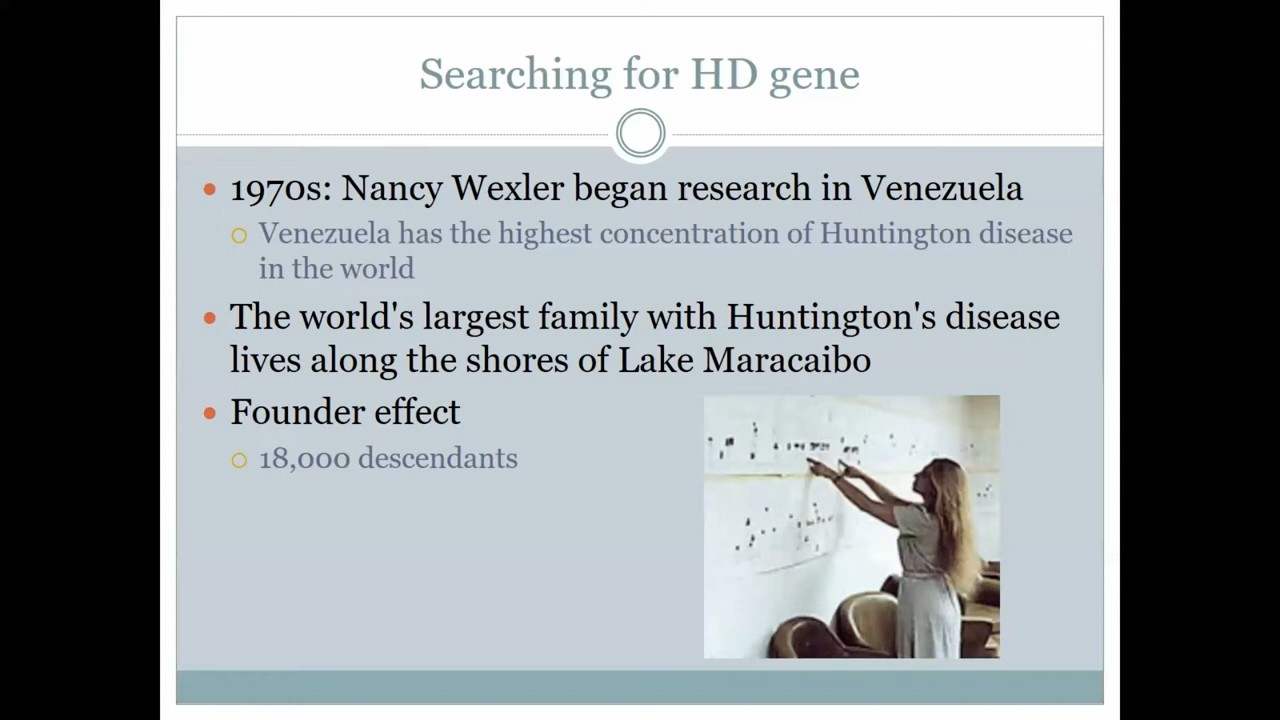 Searching for HD gene
1970s: Nancy Wexler began research in Venezuela
Venezuela has the highest concentration of Huntington disease
in the world
The world's largest family with Huntington's disease
lives along the shores of Lake Maracaibo
Founder effect
18,000 descendants